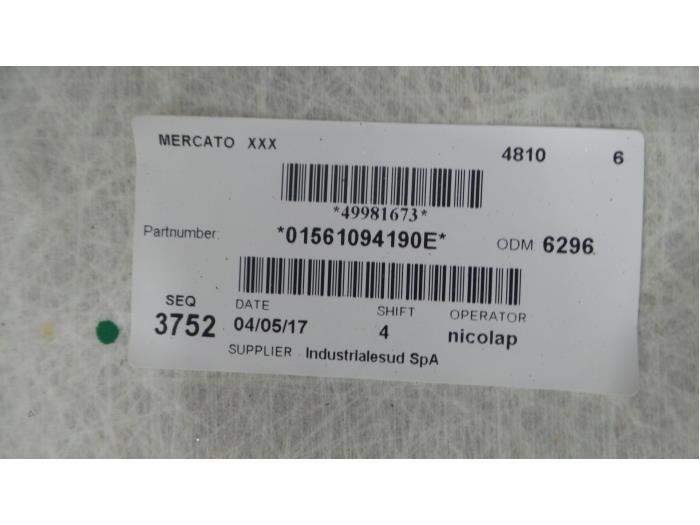 MERCATO XXX 4810 6
*49981673*
Partnumber: *01561094190E* ODM 6296
SEQ DATE SHIFT OPERATOR
3752 04/05/17 4 nicolap
SUPPLIER Industrialesud SpA